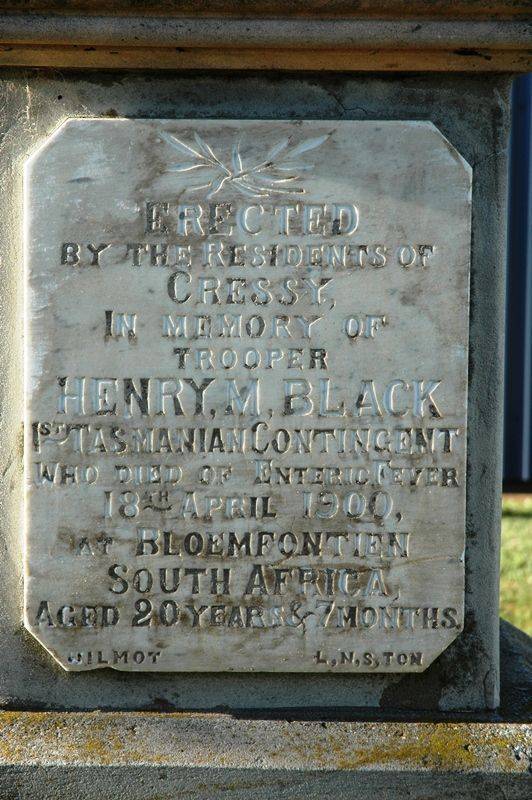 ERECTED
BY THE RESIDENTS OF
CRESSY,
IN MEMORY OF
TROOPER
HENRY, M, BLACK
1ST TASMANIAN CONTINGENT
WHO DIED OF ENTERIC FEVER
18TH APRIL 1900,
AT BLOEMFONTIEN
SOUTH AFRICA,
AGED 20 YEARS & 7 MONTHS.
WILMOT L,N,S,TON